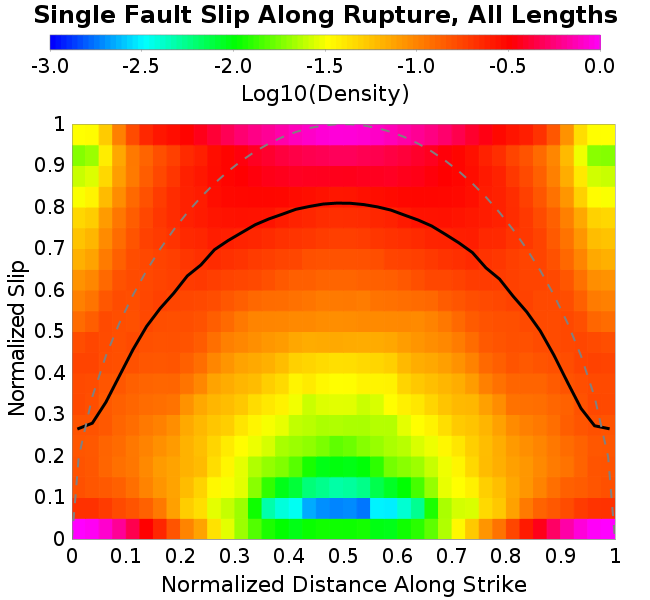 Single Fault Slip Along Rupture, All Lengths
-3.0 -2.5 -2.0 -1.5 -1.0 -0.5 0.0
Log10(Density)
1
0.9
0.8
0.7
0.6
0.5
0.4
0.3
0.2
0.1
0
Normalized Slip
0 0.1 0.2 0.3 0.4 0.5 0.6 0.7 0.8 0.9 1
Normalized Distance Along Strike